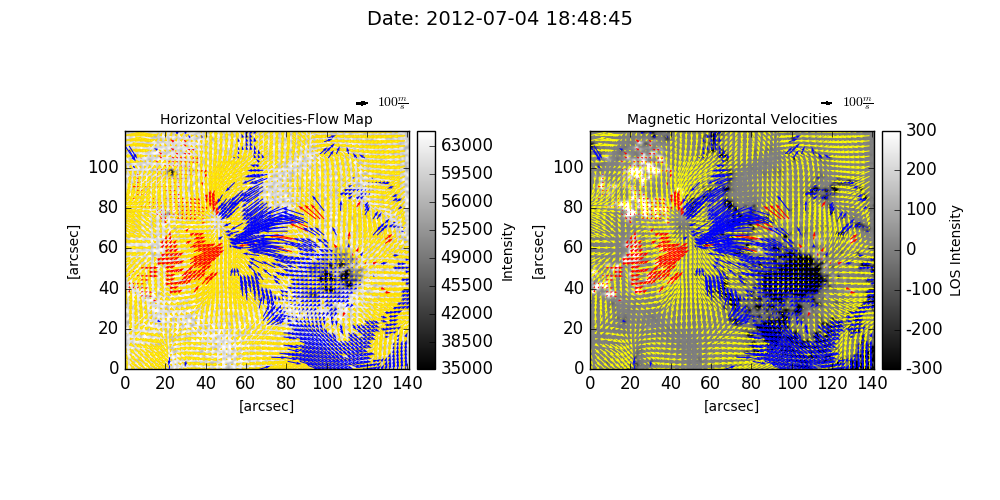 Date: 2012-07-04 18:48:45
100 m/s
100 m/s
Horizontal Velocities-Flow Map
Magnetic Horizontal Velocities
100
80
60
40
20
0
[arcsec]
0 20 40 60 80 100 120 140
[arcsec]
63000
59500
56000
52500
49000
45500
42000
38500
35000
Intensity
100
80
60
40
20
0
[arcsec]
0 20 40 60 80 100 120 140
[arcsec]
300
200
100
0
-100
-200
-300
LOS Intensity